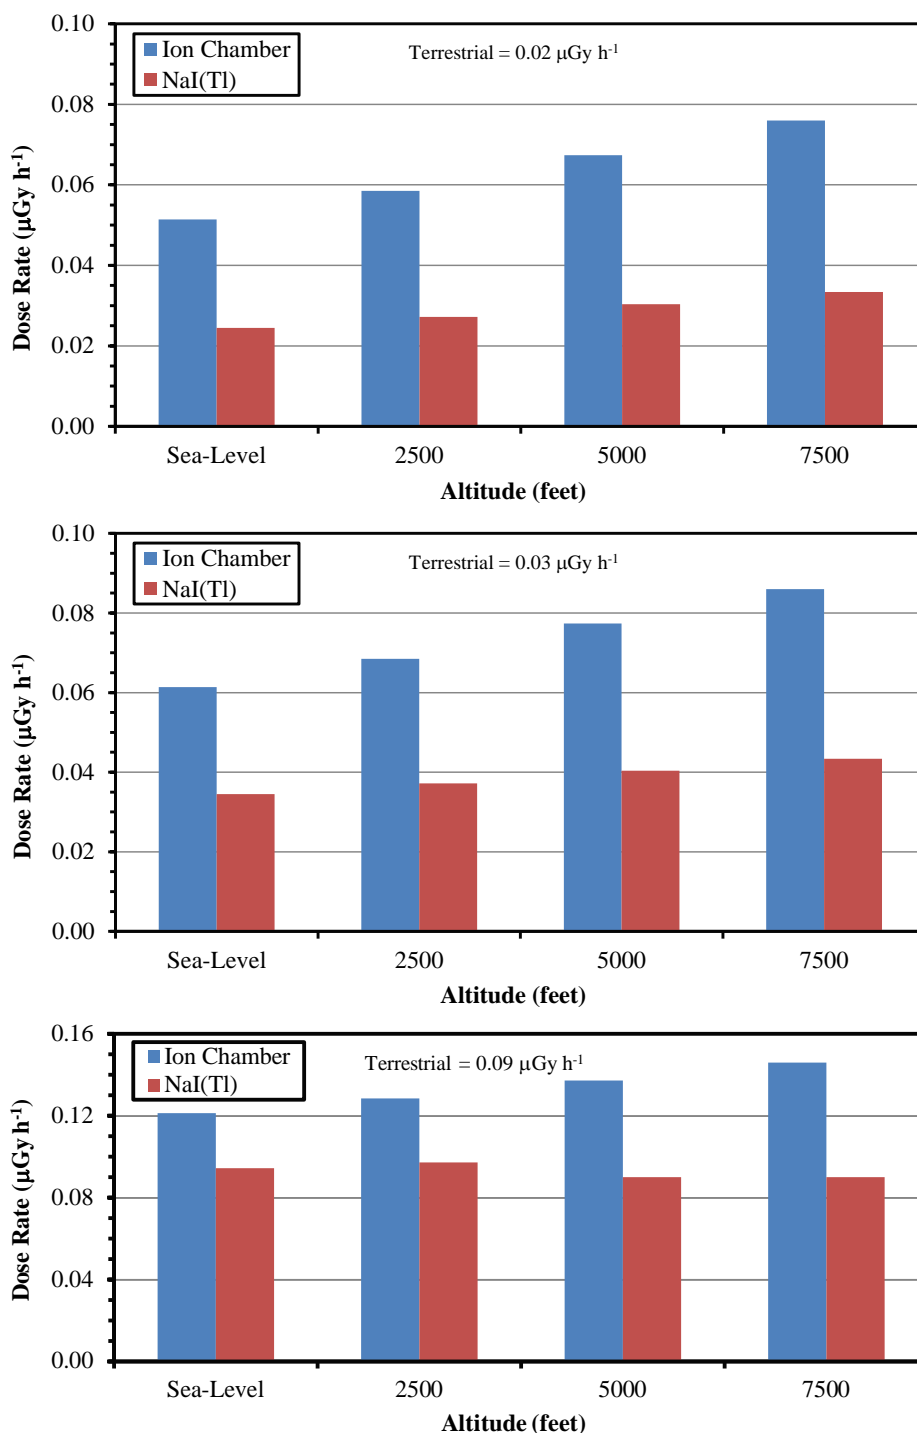 0.10
Ion Chamber
NaI(Tl)
Terrestrial = 0.02 µGy h-1
0.08
0.06
0.04
0.02
0.00
Dose Rate (µGy h-1)
Sea-Level 2500 5000 7500
Altitude (feet)
0.10
Ion Chamber
NaI(Tl)
Terrestrial = 0.03 µGy h-1
0.08
0.06
0.04
0.02
0.00
Dose Rate (µGy h-1)
Sea-Level 2500 5000 7500
Altitude (feet)
0.16
Ion Chamber
NaI(Tl)
Terrestrial = 0.09 µGy h-1
0.12
0.08
0.04
0.00
Dose Rate (µGy h-1)
Sea-Level 2500 5000 7500
Altitude (feet)